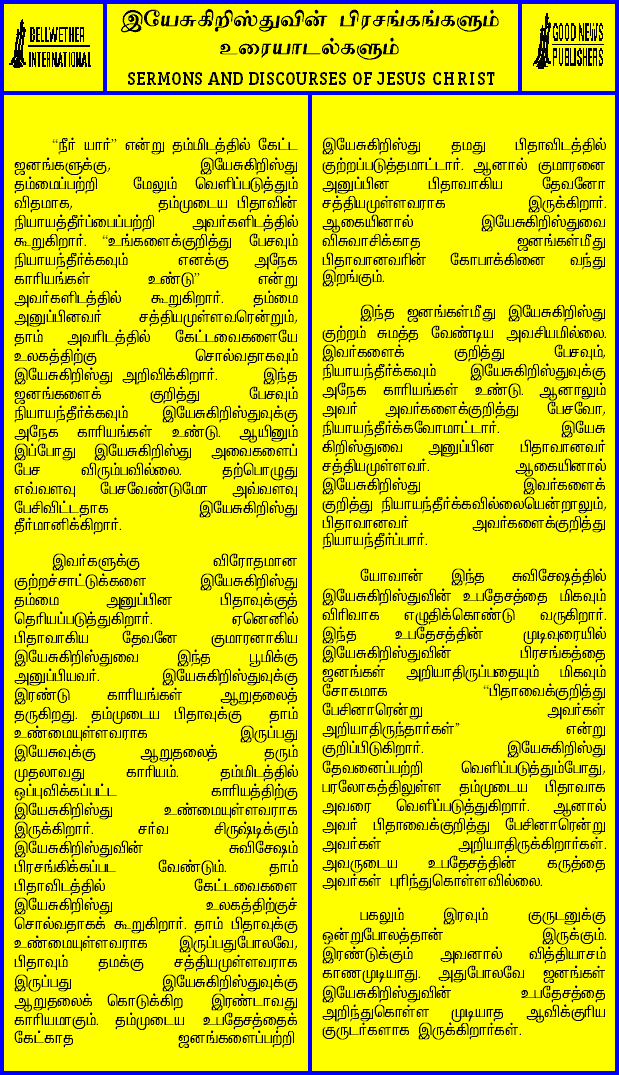 BELLWETHER
INTERNATIONAL
இயேசுகிறிஸ்துவின் பிரசங்கங்களும்
உரையாடல்களும்
SERMONS AND DISCOURSES OF JESUS CHRIST
GOOD NEWS
PUBLISHERS
“நீர் யார்” என்று தம்மிடத்தில் கேட்ட
ஜனங்களுக்கு, இயேசுகிறிஸ்து
தம்மைப்பற்றி மேலும் வெளிப்படுத்தும்
விதமாக, தம்முடைய பிதாவின்
நியாயத்தீர்ப்பைப்பற்றி அவர்களிடத்தில்
கூறுகிறார். “உங்களைக்குறித்து பேசவும்
நியாயந்தீர்க்கவும் எனக்கு அநேக
காரியங்கள் உண்டு” என்று
அவர்களிடத்தில் கூறுகிறார். தம்மை
அனுப்பினவர் சத்தியமுள்ளவரென்றும்,
தாம் அவரிடத்தில் கேட்டவைகளையே
உலகத்திற்கு சொல்வதாகவும்
இயேசுகிறிஸ்து அறிவிக்கிறார். இந்த
ஜனங்களைக் குறித்து பேசவும்
நியாயந்தீர்க்கவும் இயேசுகிறிஸ்துவுக்கு
அநேக காரியங்கள் உண்டு. ஆயினும்
இப்போது இயேசுகிறிஸ்து அவைகளைப்
பேச விரும்பவில்லை. தற்பொழுது
எவ்வளவு பேசவேண்டுமோ அவ்வளவு
பேசிவிட்டதாக இயேசுகிறிஸ்து
தீர்மானிக்கிறார்.
இவர்களுக்கு விரோதமான
குற்றச்சாட்டுக்களை இயேசுகிறிஸ்து
தம்மை அனுப்பின பிதாவுக்குத்
தெரியப்படுத்துகிறார். ஏனெனில்
பிதாவாகிய தேவனே குமாரனாகிய
இயேசுகிறிஸ்துவை இந்த பூமிக்கு
அனுப்பியவர். இயேசுகிறிஸ்துவுக்கு
இரண்டு காரியங்கள் ஆறுதலைத்
தருகிறது. தம்முடைய பிதாவுக்கு தாம்
உண்மையுள்ளவராக இருப்பது
இயேசுவுக்கு ஆறுதலைத் தரும்
முதலாவது காரியம். தம்மிடத்தில்
ஒப்புவிக்கப்பட்ட காரியத்திற்கு
இயேசுகிறிஸ்து உண்மையுள்ளவராக
இருக்கிறார். சர்வ சிருஷ்டிக்கும்
இயேசுகிறிஸ்துவின் சுவிசேஷம்
பிரசங்கிக்கப்பட வேண்டும். தாம்
பிதாவிடத்தில் கேட்டவைகளை
இயேசுகிறிஸ்து உலகத்திற்குச்
சொல்வதாகக் கூறுகிறார். தாம் பிதாவுக்கு
உண்மையுள்ளவராக இருப்பதுபோலவே,
பிதாவும் தமக்கு சத்தியமுள்ளவராக
இருப்பது இயேசுகிறிஸ்துவுக்கு
ஆறுதலைக் கொடுக்கிற இரண்டாவது
காரியமாகும். தம்முடைய உபதேசத்தைக்
கேட்காத ஜனங்களைப்பற்றி
இயேசுகிறிஸ்து தமது பிதாவிடத்தில்
குற்றப்படுத்தமாட்டார். ஆனால் குமாரனை
அனுப்பின பிதாவாகிய தேவனோ
சத்தியமுள்ளவராக இருக்கிறார்.
ஆகையினால் இயேசுகிறிஸ்துவை
விசுவாசிக்காத ஜனங்கள்மீது
பிதாவானவரின் கோபாக்கினை வந்து
இறங்கும்.
இந்த ஜனங்கள்மீது இயேசுகிறிஸ்து
குற்றம் சுமத்த வேண்டிய அவசியமில்லை.
இவர்களைக் குறித்து பேசவும்,
நியாயந்தீர்க்கவும் இயேசுகிறிஸ்துவுக்கு
அநேக காரியங்கள் உண்டு. ஆனாலும்
அவர் அவர்களைக்குறித்து பேசவோ,
நியாயந்தீர்க்கவோமாட்டார். இயேசு
கிறிஸ்துவை அனுப்பின பிதாவானவர்
சத்தியமுள்ளவர். ஆகையினால்
இயேசுகிறிஸ்து இவர்களைக்
குறித்து நியாயந்தீர்க்கவில்லையென்றாலும்,
பிதாவானவர் அவர்களைக்குறித்து
நியாயந்தீர்ப்பார்.
யோவான் இந்த சுவிசேஷத்தில்
இயேசுகிறிஸ்துவின் உபதேசத்தை மிகவும்
விரிவாக எழுதிக்கொண்டு வருகிறார்.
இந்த உபதேசத்தின் முடிவுரையில்
இயேசுகிறிஸ்துவின் பிரசங்கத்தை
ஜனங்கள் அறியாதிருப்பதையும் மிகவும்
சோகமாக “பிதாவைக்குறித்து
பேசினாரென்று அவர்கள்
அறியாதிருந்தார்கள்” என்று
குறிப்பிடுகிறார். இயேசுகிறிஸ்து
தேவனைப்பற்றி வெளிப்படுத்தும்போது,
பரலோகத்திலுள்ள தம்முடைய பிதாவாக
அவரை வெளிப்படுத்துகிறார். ஆனால்
அவர் பிதாவைக்குறித்து பேசினாரென்று
அவர்கள் அறியாதிருக்கிறார்கள்.
அவருடைய உபதேசத்தின் கருத்தை
அவர்கள் புரிந்துகொள்ளவில்லை.
பகலும் இரவும் குருடனுக்கு
ஒன்றுபோலத்தான் இருக்கும்.
இரண்டுக்கும் அவனால் வித்தியாசம்
காணமுடியாது. அதுபோலவே ஜனங்கள்
இயேசுகிறிஸ்துவின் உபதேசத்தை
அறிந்துகொள்ள முடியாத ஆவிக்குரிய
குருடர்களாக இருக்கிறார்கள்.